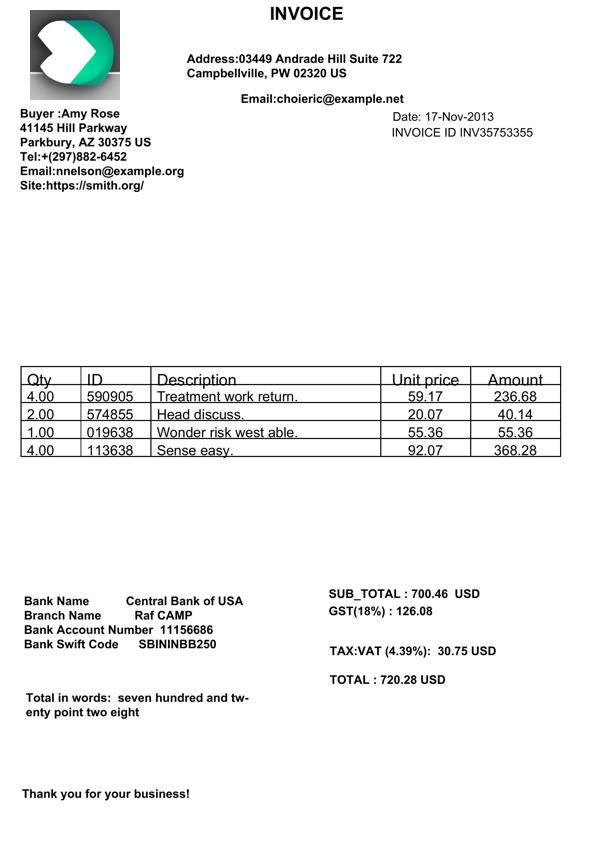 INVOICE
Address:03449 Andrade Hill Suite 722
Campbellville, PW 02320 US
Email:choieric@example.net
Date: 17-Nov-2013
INVOICE ID INV35753355
Buyer :Amy Rose
41145 Hill Parkway
Parkbury, AZ 30375 US
Tel:+(297)882-6452
Email:nnelson@example.org
Site:https://smith.org/
Qty ID Description Unit price Amount
4.00 590905 Treatment work return. 59.17 236.68
2.00 574855 Head discuss. 20.07 40.14
1.00 019638 Wonder risk west able. 55.36 55.36
4.00 113638 Sense easy. 92.07 368.28
Bank Name Central Bank of USA
Branch Name Raf CAMP
Bank Account Number 11156686
Bank Swift Code SBININBB250
SUB_TOTAL : 700.46 USD
GST(18%) : 126.08
TAX:VAT (4.39%): 30.75 USD
TOTAL : 720.28 USD
Total in words: seven hundred and tw-
enty point two eight
Thank you for your business!